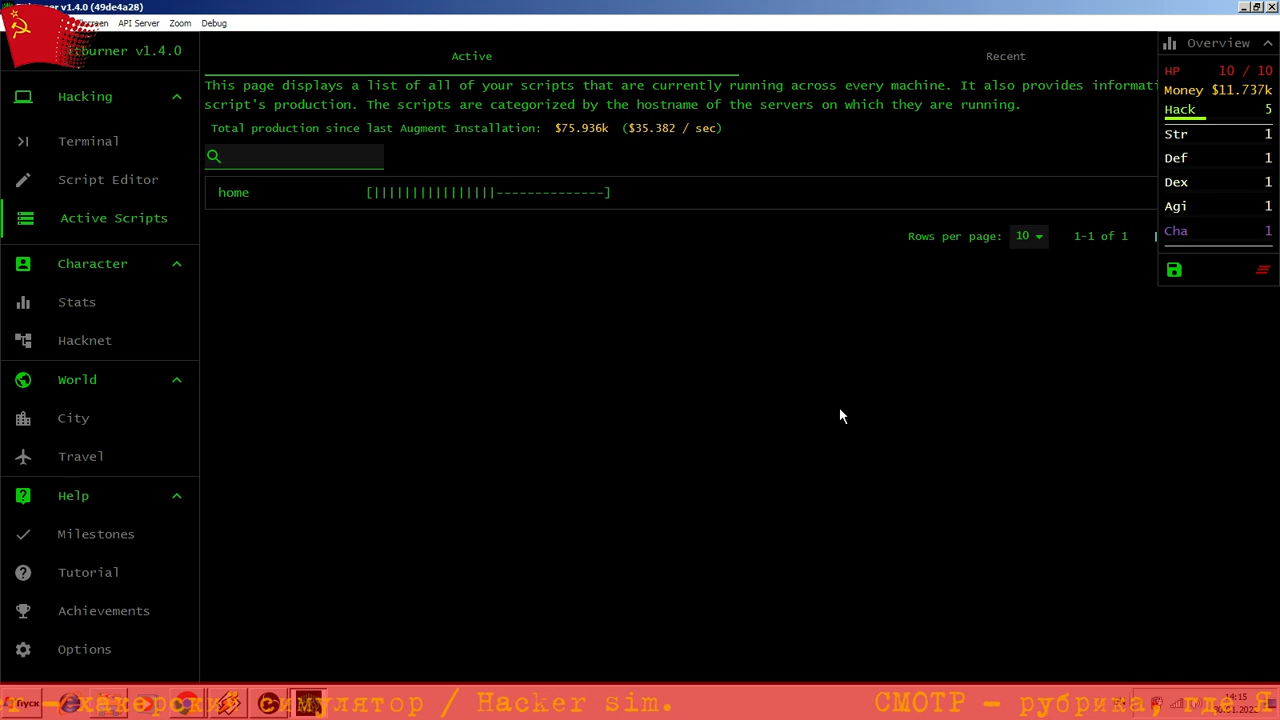 v1.4.0 (49de4a28)
API Server Zoom Debug
v1.4.0
Active
Recent
Overview
Hacking
Terminal
Script Editor
Active Scripts
Character
Stats
Hacknet
World
City
Travel
Help
Milestones
Tutorial
Achievements
Options
This page displays a list of all of your scripts that are currently running across every machine. It also provides
script's production. The scripts are categorized by the hostname of the servers on which they are running.
Total production since last Augment Installation: $75.936k ($35.382 / sec)
home [||||||||||||||||--------------]
Rows per page: 10 1-1 of 1
HP 10 / 10
Money $11.737k
Hack 5
Str 1
Def 1
Dex 1
Agi 1
Cha 1
симулятор / Hacker sim. СМОТР — рубрика, где Я
14:15